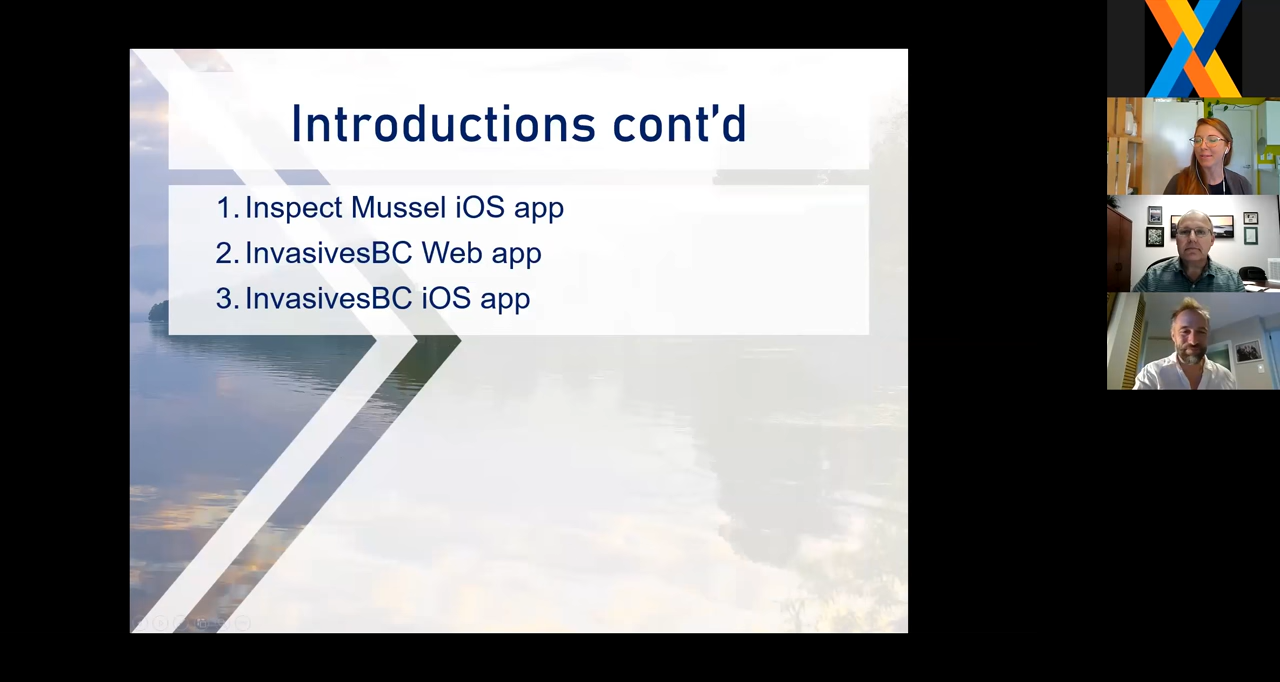 Introductions cont’d
1. Inspect Mussel iOS app
2. InvasivesBC Web app
3. InvasivesBC iOS app